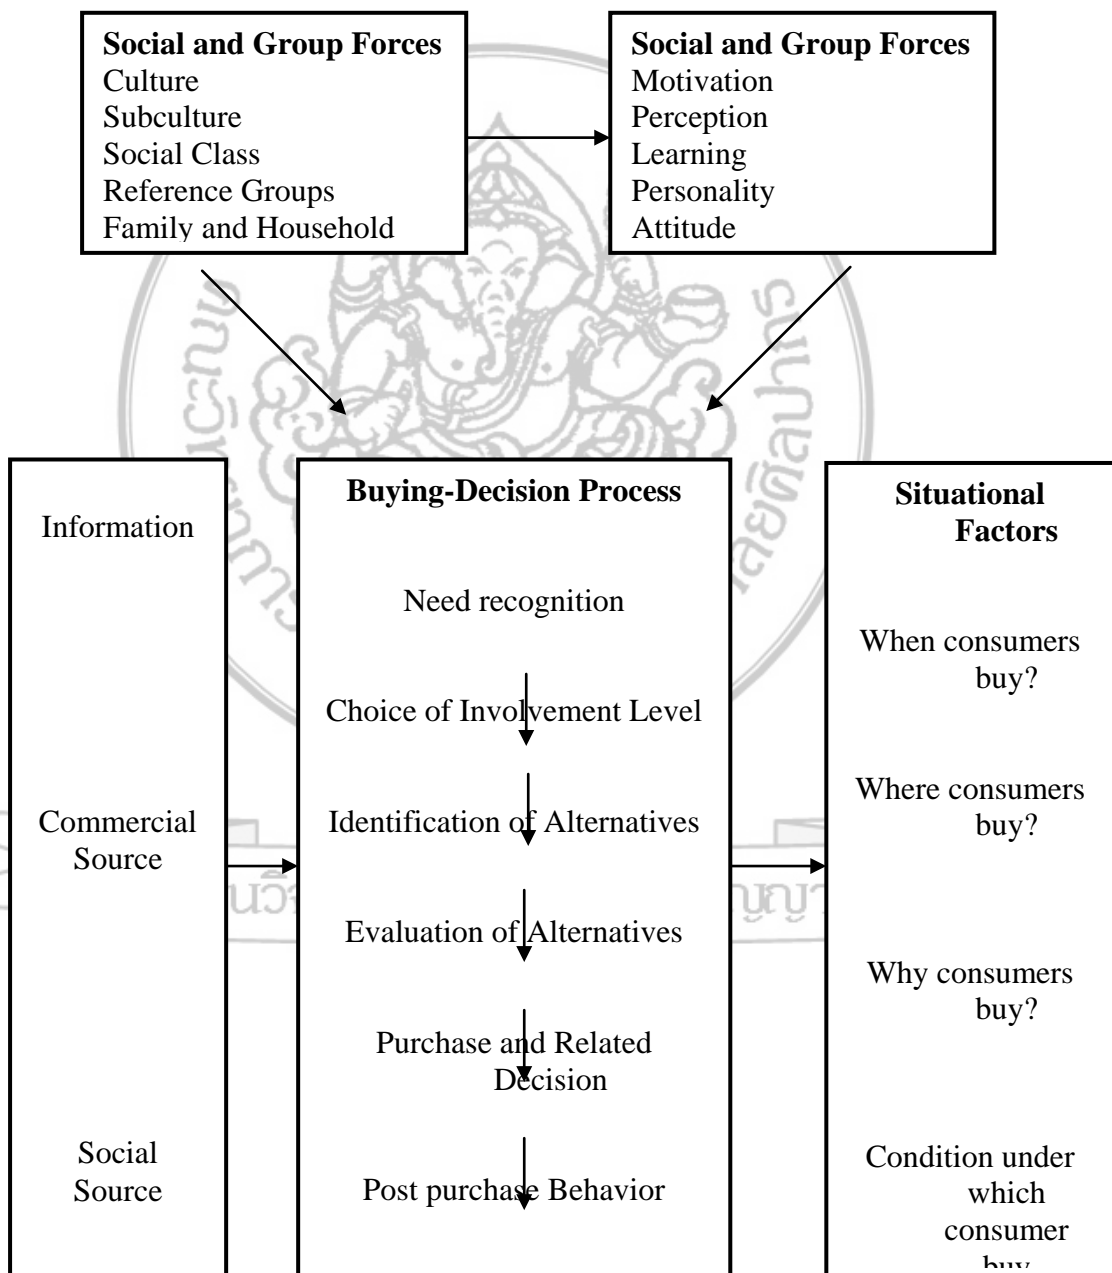 Social and Group Forces
Culture
Subculture
Social Class
Reference Groups
Family and Household
Social and Group Forces
Motivation
Perception
Learning
Personality
Attitude
Information
Commercial
Source
Social
Source
Buying-Decision Process
Need recognition
Choice of Involvement Level
Identification of Alternatives
Evaluation of Alternatives
Purchase and Related
Decision
Post purchase Behavior
Situational
Factors
When consumers
buy?
Where consumers
buy?
Why consumers
buy?
Condition under
which
consumer
buy